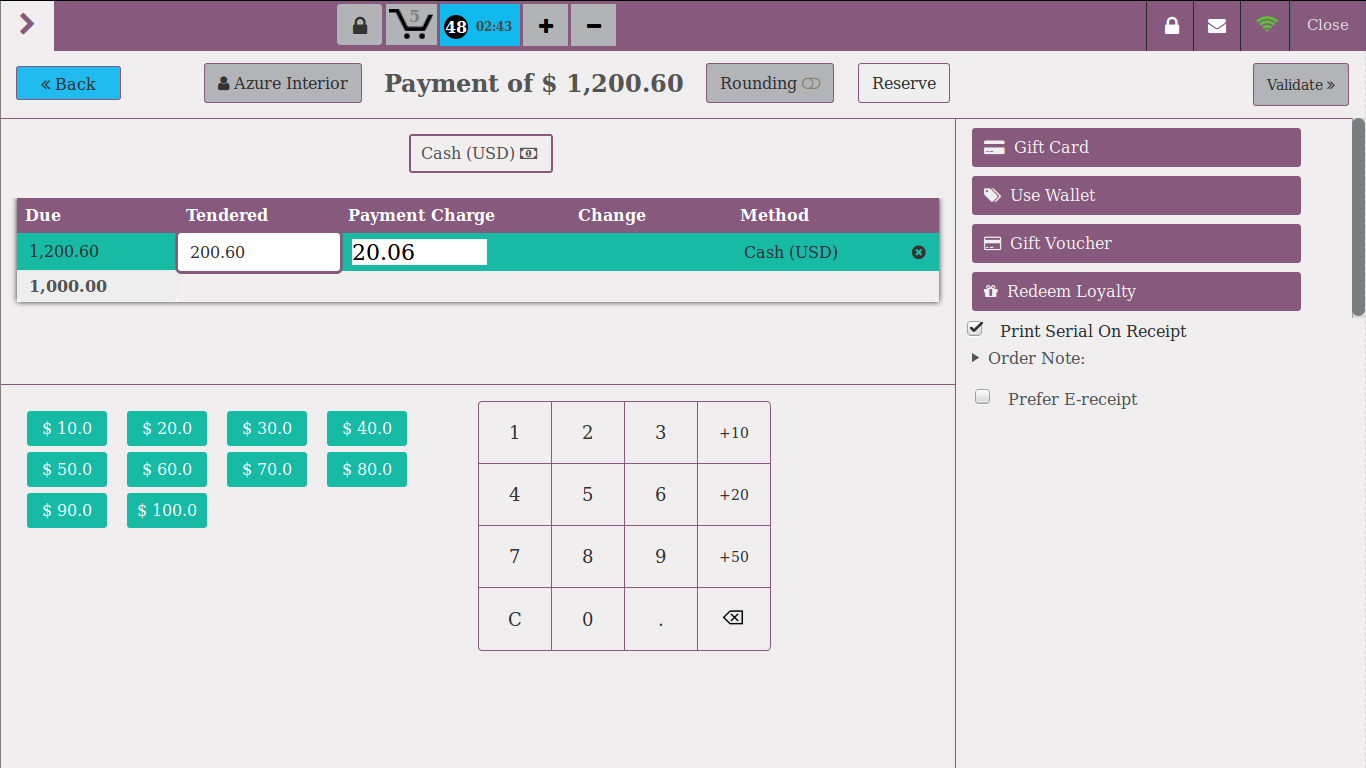 5 48 02:43 + − Close
« Back Azure Interior Payment of $ 1,200.60 Rounding Reserve Validate »
Cash (USD)
Due Tendered Payment Charge Change Method
1,200.60 200.60 20.06 Cash (USD)
1,000.00
Gift Card
Use Wallet
Gift Voucher
Redeem Loyalty
Print Serial On Receipt
Order Note:
Prefer E-receipt
$ 10.0 $ 20.0 $ 30.0 $ 40.0
$ 50.0 $ 60.0 $ 70.0 $ 80.0
$ 90.0 $ 100.0
1 2 3 +10
4 5 6 +20
7 8 9 +50
C 0 .